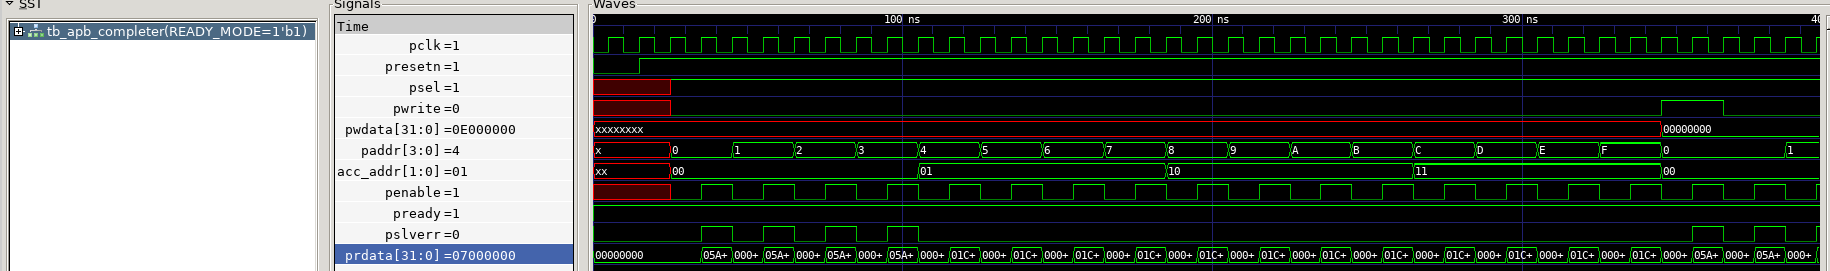 SST
Signals
Waves
tb_apb_completer(READY_MODE=1'b1)
Time
0 100 ns 200 ns 300 ns 40
pclk=1
presetn=1
psel=1
pwrite=0
pwdata[31:0]=0E000000 xxxxxxxx 00000000
paddr[3:0]=4 x 0 1 2 3 4 5 6 7 8 9 A B C D E F 0 1
acc_addr[1:0]=01 xx 00 01 10 11 00
penable=1
pready=1
pslverr=0
prdata[31:0]=07000000 00000000 05A+ 000+ 05A+ 000+ 05A+ 000+ 05A+ 000+ 01C+ 000+ 01C+ 000+ 01C+ 000+ 01C+ 000+ 01C+ 000+ 01C+ 000+ 01C+ 000+ 01C+ 000+ 01C+ 000+ 01C+ 000+ 01C+ 000+ 01C+ 000+ 05A+ 000+ 05A+ 000+